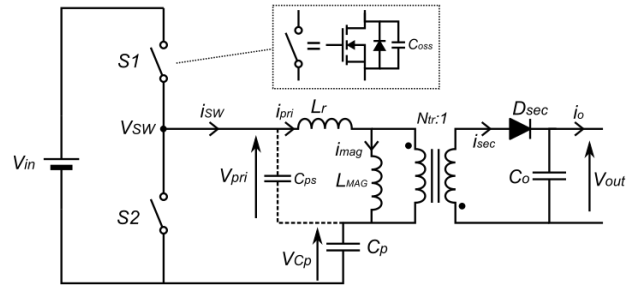 S1
=
Coss
VSW
iSW
ipri
Lr
Ntr:1
Dsec
io
isec
Vin
Vpri
Cps
imag
LMAG
Co
Vout
S2
VCp
Cp